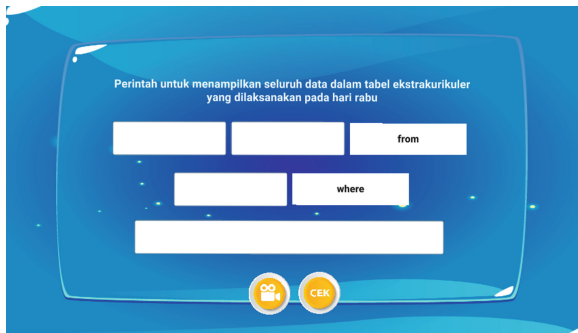 Perintah untuk menampilkan seluruh data dalam tabel ekstrakurikuler
yang dilaksanakan pada hari rabu
from
where
CEK